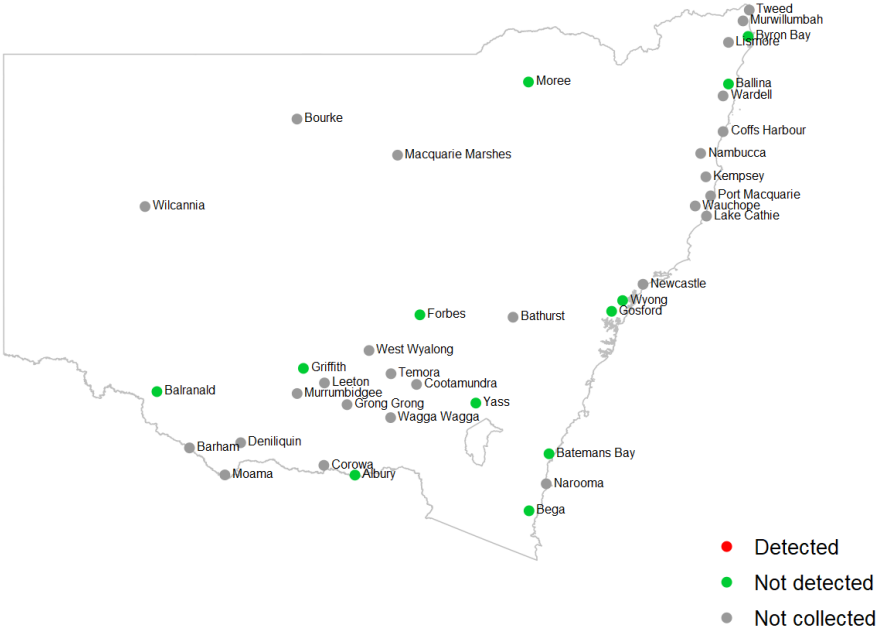 Tweed
Murwillumbah
Byron Bay
Lismore
Moree
Ballina
Wardell
Bourke
Coffs Harbour
Macquarie Marshes
Nambucca
Kempsey
Port Macquarie
Wilcannia
Wauchope
Lake Cathie
Newcastle
Wyong
Gosford
Forbes
Bathurst
West Wyalong
Griffith
Temora
Leeton
Cootamundra
Balranald
Murrumbidgee
Grong Grong
Yass
Wagga Wagga
Deniliquin
Barham
Batemans Bay
Corowa
Moama
Albury
Narooma
Bega
Detected
Not detected
Not collected